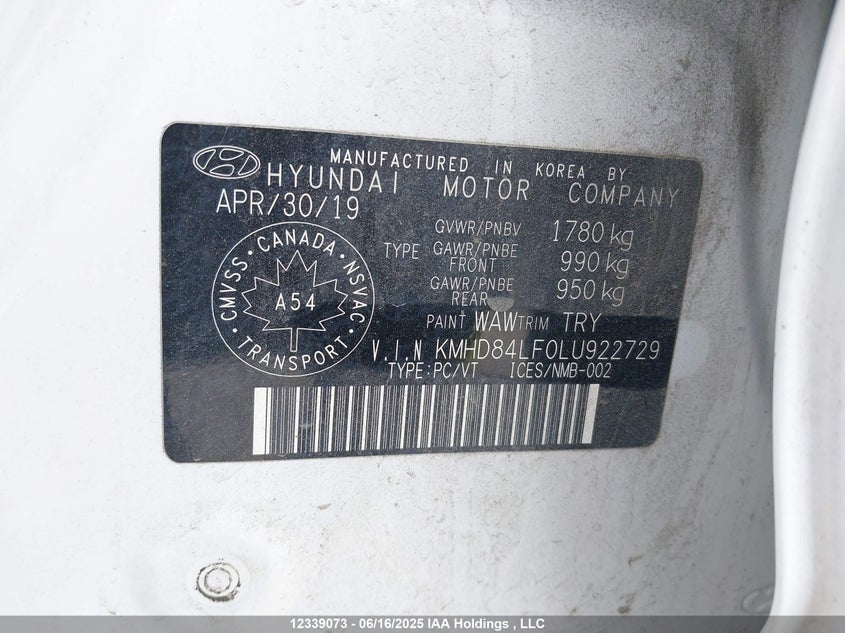 MANUFACTURED IN KOREA BY
HYUNDAI MOTOR COMPANY
APR/30/19
GVWR/PNBV 1780 kg
TYPE GAWR/PNBE FRONT 990 kg
GAWR/PNBE REAR 950 kg
PAINT WAW TRIM TRY
V.I.N KMHD84LF0LU922729
TYPE:PC/VT ICES/NMB-002
CANADA
CMVSS · NSVAC
A54
TRANSPORT
12339073 - 06/16/2025 IAA Holdings , LLC